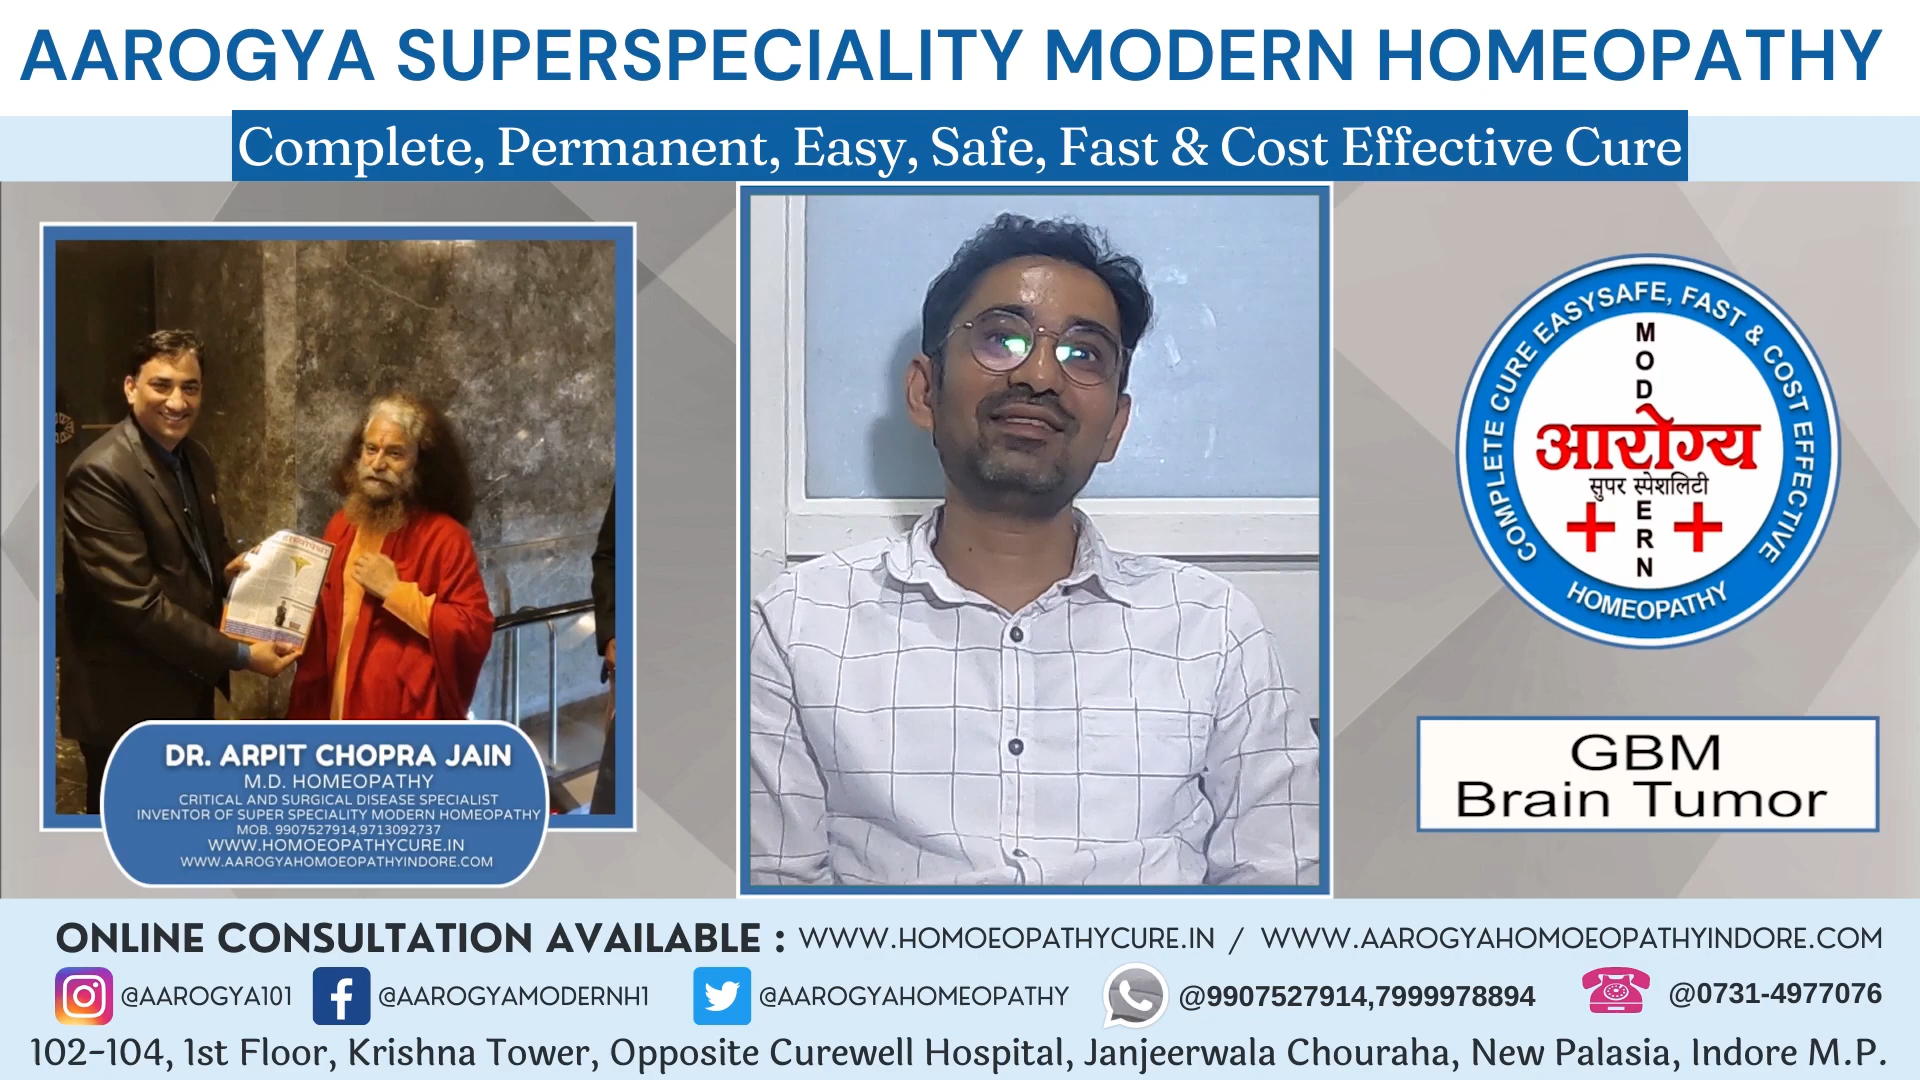 AAROGYA SUPERSPECIALITY MODERN HOMEOPATHY
Complete, Permanent, Easy, Safe, Fast & Cost Effective Cure
DR. ARPIT CHOPRA JAIN
M.D. HOMEOPATHY
CRITICAL AND SURGICAL DISEASE SPECIALIST
INVENTOR OF SUPER SPECIALITY MODERN HOMEOPATHY
MOB. 9907527914,9713092737
WWW.HOMOEOPATHYCURE.IN
WWW.AAROGYAHOMOEOPATHYINDORE.COM
COMPLETE CURE EASYSAFE, FAST & COST EFFECTIVE
MODERN
आरोग्य
सुपर स्पेशलिटी
HOMEOPATHY
GBM
Brain Tumor
ONLINE CONSULTATION AVAILABLE : WWW.HOMOEOPATHYCURE.IN / WWW.AAROGYAHOMOEOPATHYINDORE.COM
@AAROGYA101 @AAROGYAMODERNH1 @AAROGYAHOMEOPATHY @9907527914,7999978894 @0731-4977076
102-104, 1st Floor, Krishna Tower, Opposite Curewell Hospital, Janjeerwala Chouraha, New Palasia, Indore M.P.